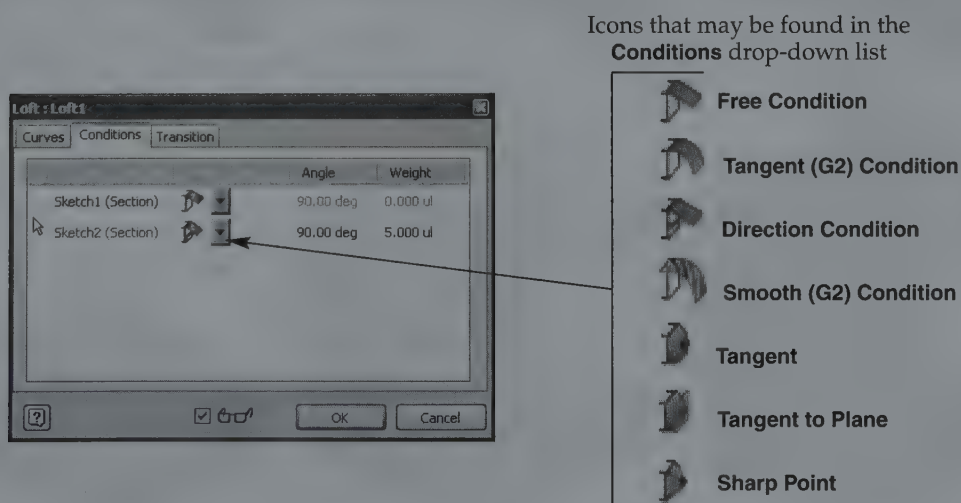 Icons that may be found in the
Conditions drop-down list
Loft : Loft1
Curves Conditions Transition
Angle Weight
Sketch1 (Section) 90.00 deg 0.000 ul
Sketch2 (Section) 90.00 deg 5.000 ul
? OK Cancel
Free Condition
Tangent (G2) Condition
Direction Condition
Smooth (G2) Condition
Tangent
Tangent to Plane
Sharp Point